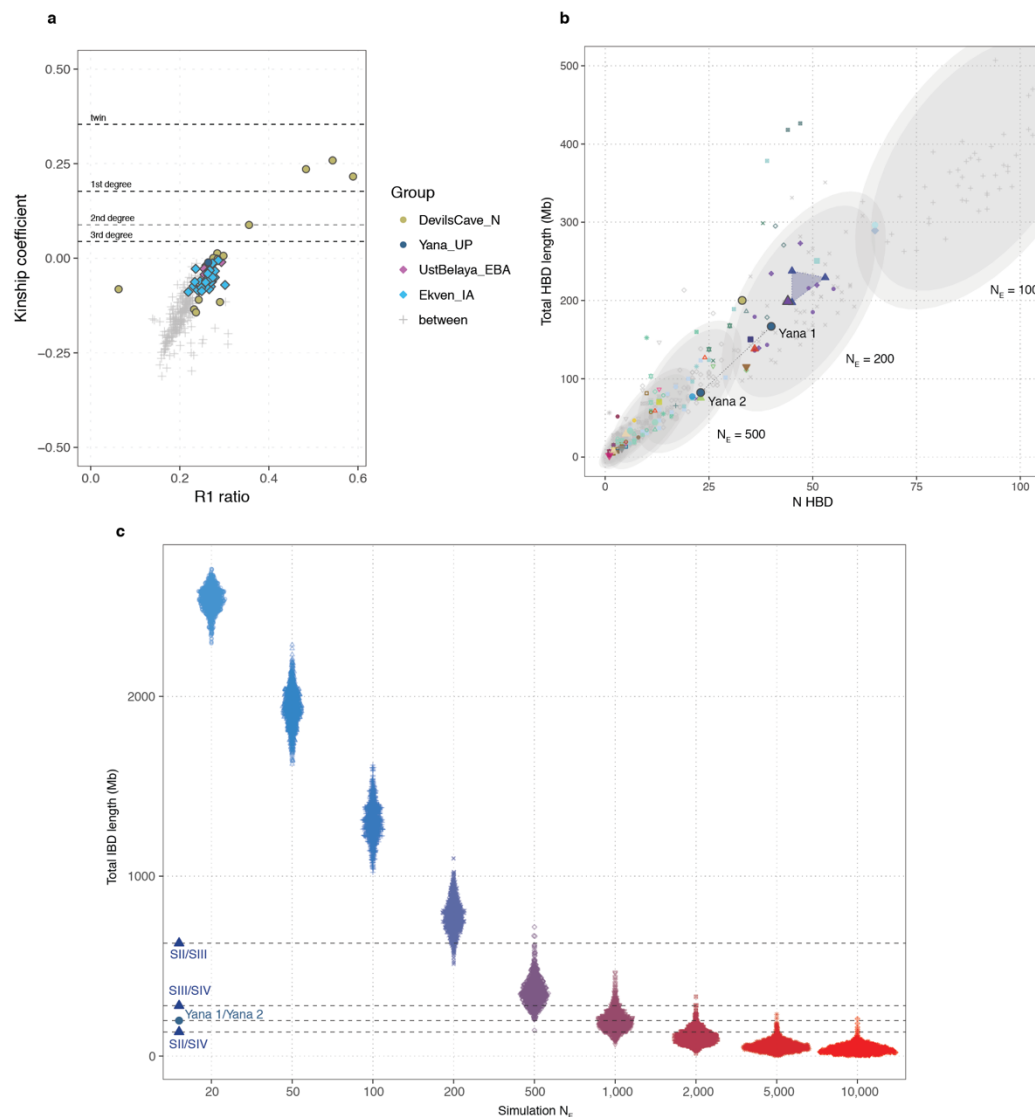 a
0.50
0.25
0.00
−0.25
−0.50
Kinship coefficient
twin
1st degree
2nd degree
3rd degree
0.0
0.2
0.4
0.6
R1 ratio
Group
DevilsCave_N
Yana_UP
UstBelaya_EBA
Ekven_IA
between
b
500
400
300
200
100
0
Total HBD length (Mb)
Yana 1
Yana 2
N_E = 100
N_E = 200
N_E = 500
0
25
50
75
100
N HBD
c
2000
1000
0
Total IBD length (Mb)
SII/SIII
SIII/SIV
Yana 1/Yana 2
SII/SIV
20
50
100
200
500
1,000
2,000
5,000
10,000
Simulation N_E